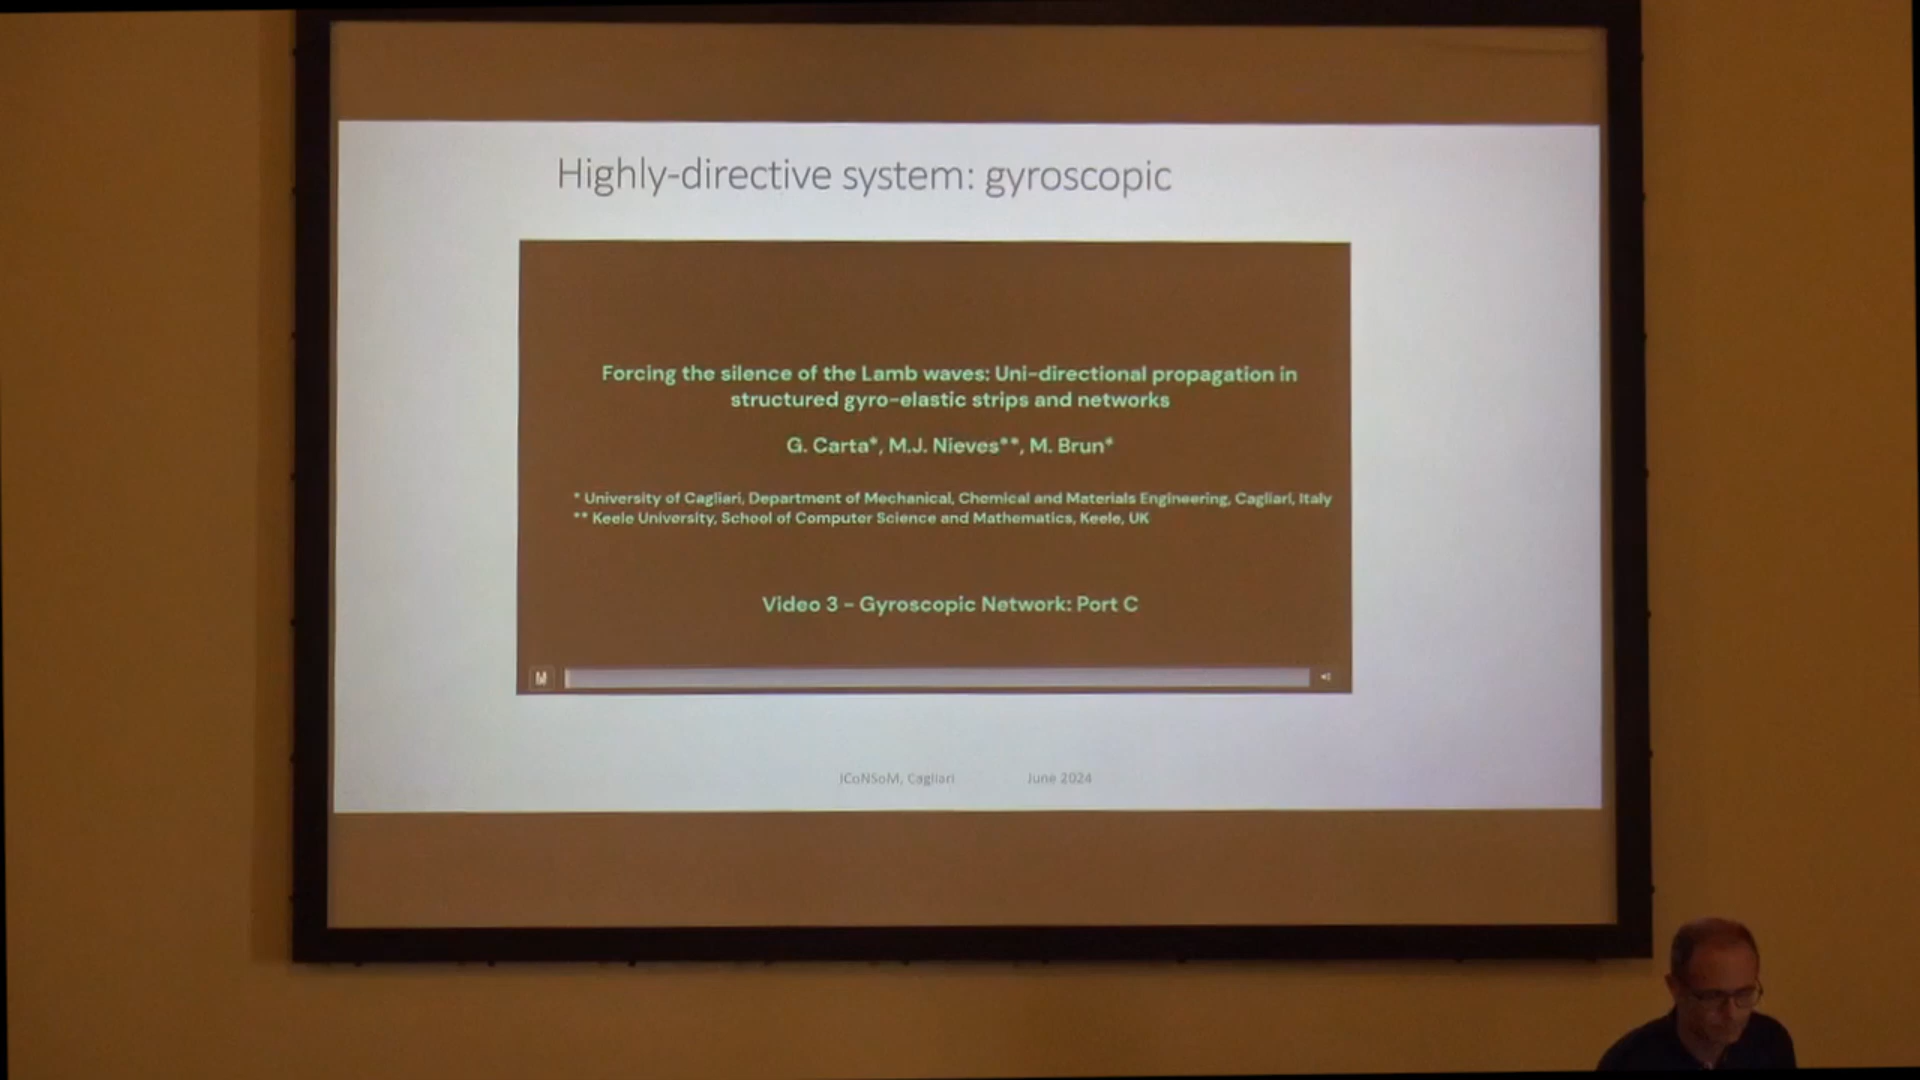 Highly-directive system: gyroscopic
Forcing the silence of the Lamb waves: Uni-directional propagation in
structured gyro-elastic strips and networks
G. Carta*, M.J. Nieves**, M. Brun*
* University of Cagliari, Department of Mechanical, Chemical and Materials Engineering, Cagliari, Italy
** Keele University, School of Computer Science and Mathematics, Keele, UK
Video 3 - Gyroscopic Network: Port C
ICoNSoM, Cagliari June 2024